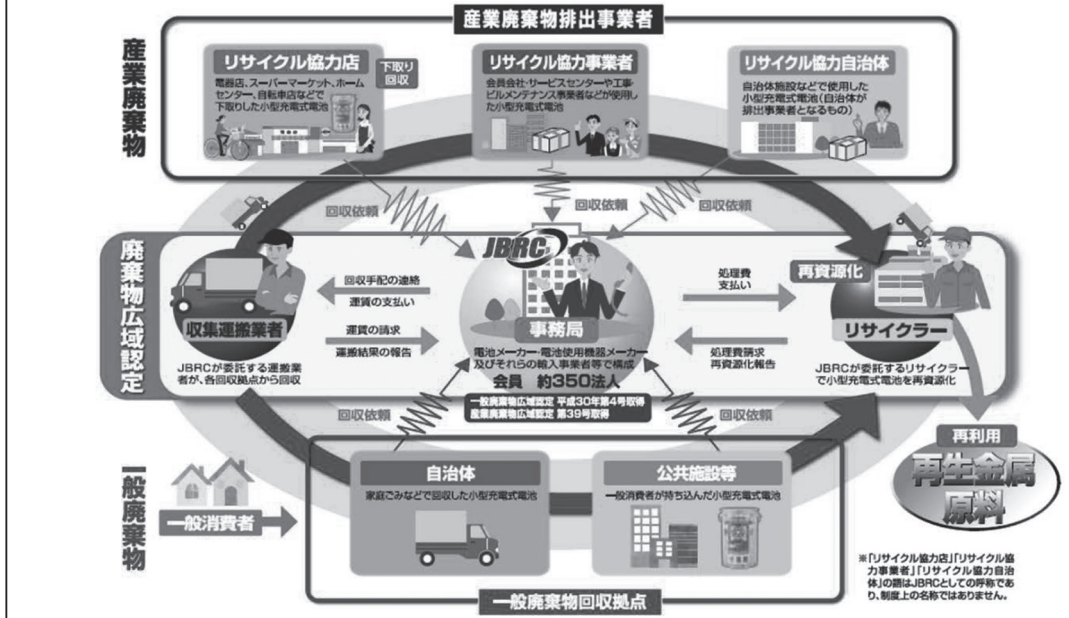 産業廃棄物排出事業者
産業廃棄物
リサイクル協力店
下取り
回収
電器店、スーパーマーケット、ホーム
センター、自転車店などで
下取りした小型充電式電池
リサイクル協力事業者
会員会社・サービスセンターや工事・
ビルメンテナンス事業者などが使用し
た小型充電式電池
リサイクル協力自治体
自治体施設などで使用した
小型充電式電池(自治体が
排出事業者となるもの)
回収依頼
回収依頼
回収依頼
廃棄物広域認定
収集運搬業者
JBRCが委託する運搬業
者が、各回収拠点から回収
回収手配の連絡
運賃の支払い
運賃の請求
運搬結果の報告
JBRC
事務局
電池メーカー・電池使用機器メーカー
及びそれらの輸入事業者等で構成
会員 約350法人
一般廃棄物広域認定 平成30年第4号取得
産業廃棄物広域認定 第39号取得
処理費
支払い
処理費請求
再資源化報告
再資源化
リサイクラー
JBRCが委託するリサイクラー
で小型充電式電池を再資源化
回収依頼
回収依頼
一般廃棄物
一般消費者
自治体
家庭ごみなどで回収した小型充電式電池
公共施設等
一般消費者が持ち込んだ小型充電式電池
一般廃棄物回収拠点
再利用
再生金属
原料
※「リサイクル協力店」「リサイクル協
力事業者」「リサイクル協力自治
体」の語はJBRCとしての呼称であ
り、制度上の名称ではありません。